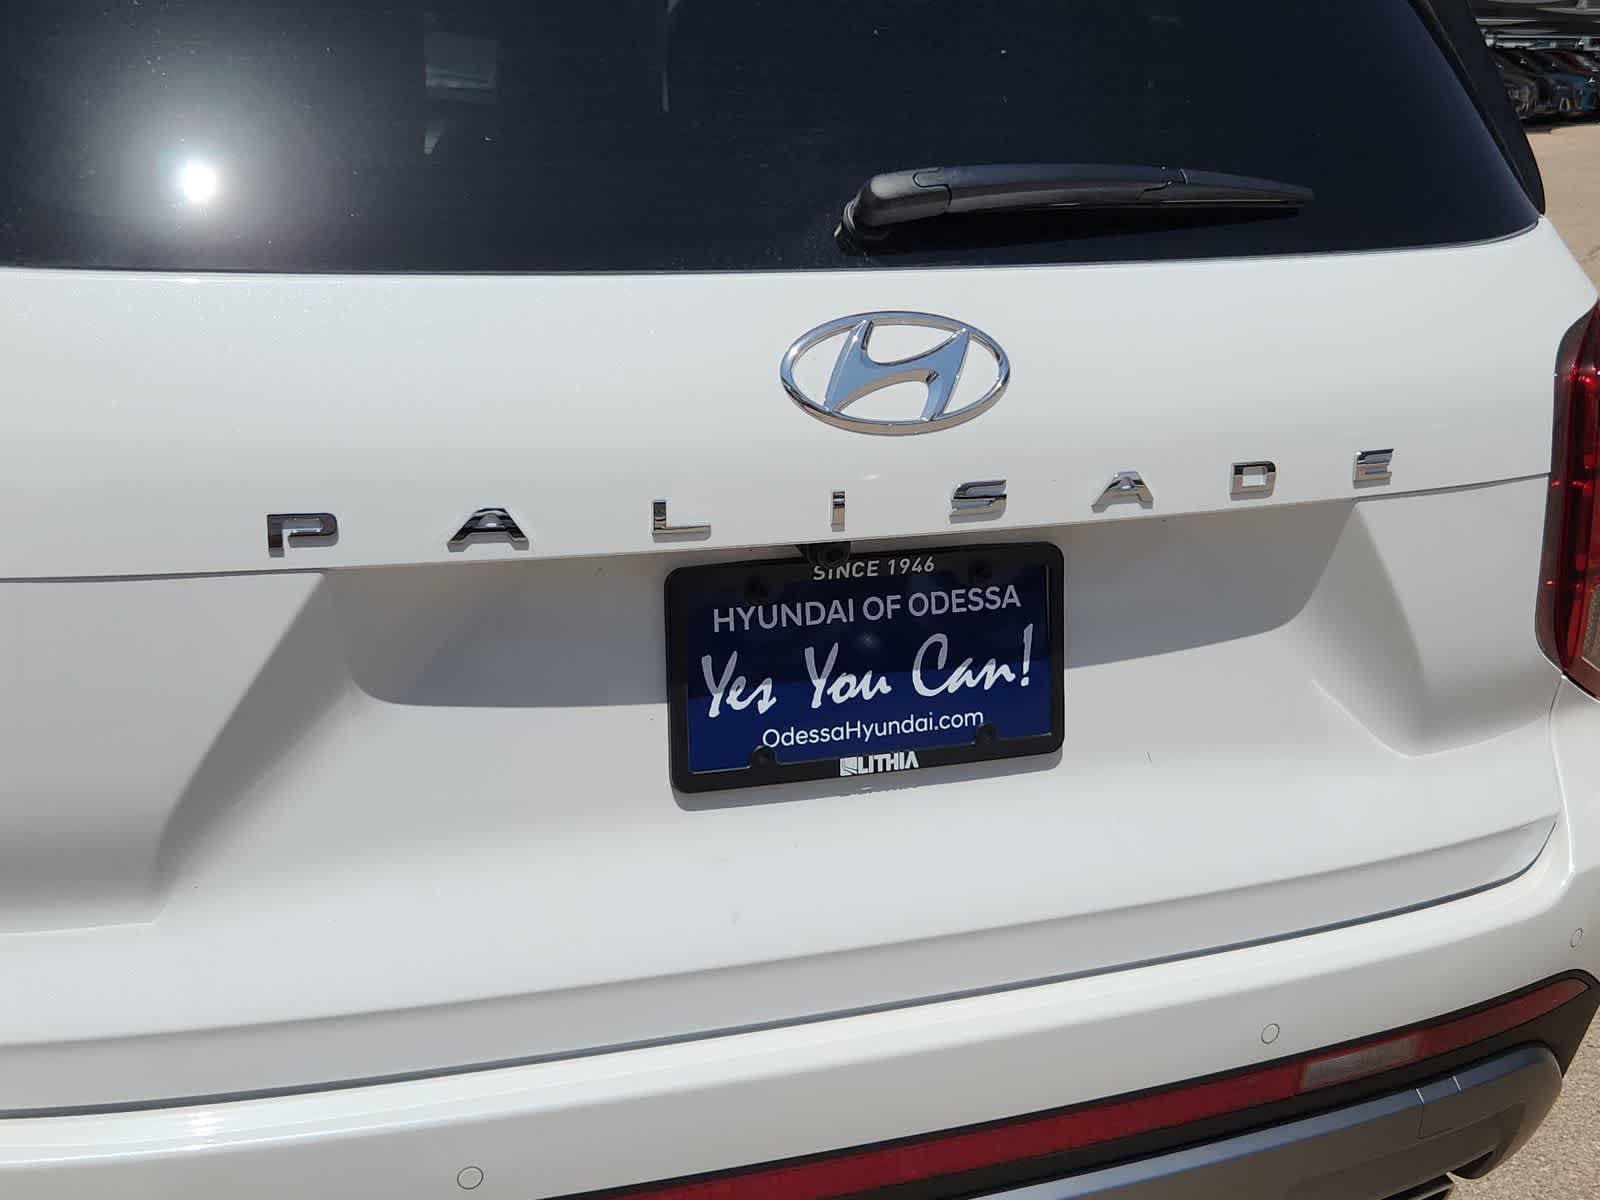 PALISADE
SINCE 1946
HYUNDAI OF ODESSA
Yes You Can!
OdessaHyundai.com
LITHIA